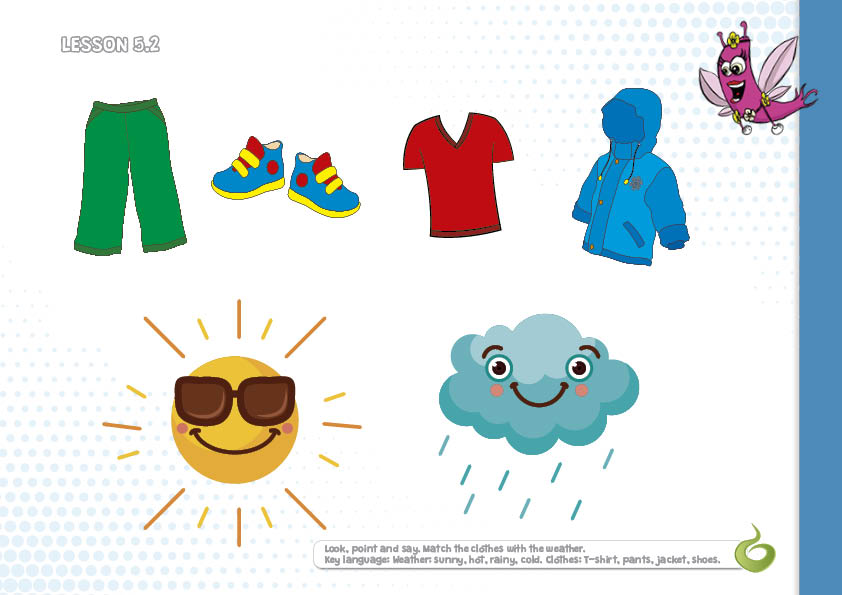 LESSON 5.2
Look, point and say. Match the clothes with the weather.
Key language: Weather: sunny, hot, rainy, cold. Clothes: T-shirt, pants, jacket, shoes.
6